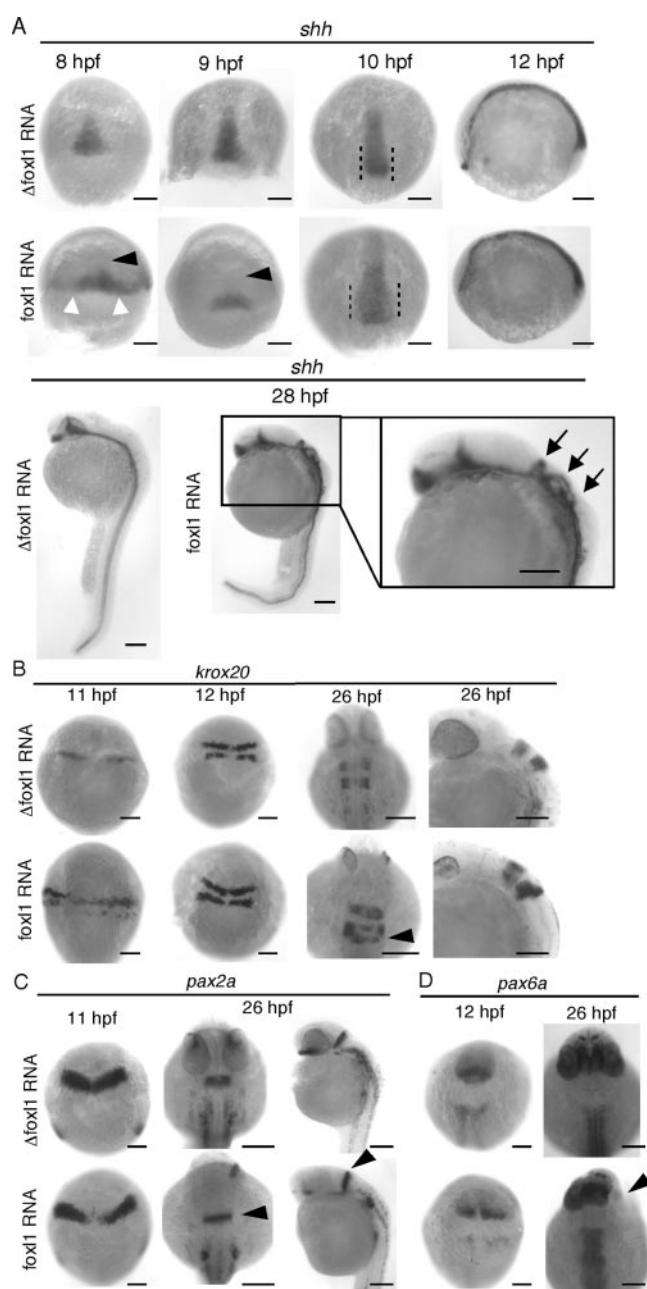 A
shh
8 hpf 9 hpf 10 hpf 12 hpf
Δfoxl1 RNA
foxl1 RNA
shh
28 hpf
Δfoxl1 RNA
foxl1 RNA
B
krox20
11 hpf 12 hpf 26 hpf 26 hpf
Δfoxl1 RNA
foxl1 RNA
C
pax2a
11 hpf 26 hpf
Δfoxl1 RNA
foxl1 RNA
D
pax6a
12 hpf 26 hpf